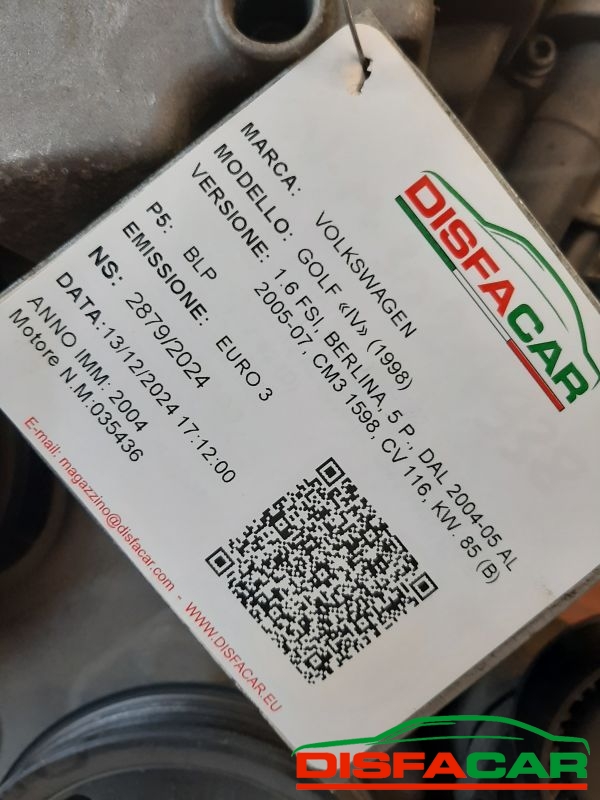 DISFACAR
MARCA: VOLKSWAGEN
MODELLO: GOLF «IV» (1998)
VERSIONE: 1.6 FSI, BERLINA, 5 P., DAL 2004-05 AL
2005-07, CM3 1598, CV 116, KW. 85 (B)
P5: BLP
EMISSIONE: EURO 3
NS: 2879/2024
DATA: 13/12/2024 17:12:00
ANNO IMM: 2004
Motore N.M:035436
E-mail: magazzino@disfacar.com - WWW.DISFACAR.EU
DISFACAR